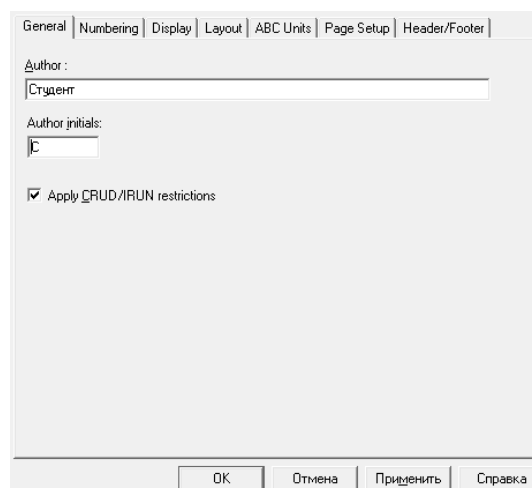 General Numbering Display Layout ABC Units Page Setup Header/Footer
Author :
Студент
Author initials:
С
Apply CRUD/IRUN restrictions
OK Отмена Применить Справка